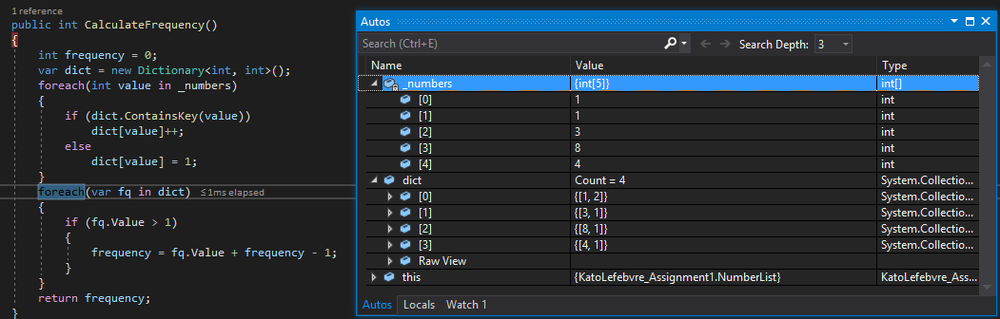 1 reference
public int CalculateFrequency()
{
int frequency = 0;
var dict = new Dictionary<int, int>();
foreach(int value in _numbers)
{
if (dict.ContainsKey(value))
dict[value]++;
else
dict[value] = 1;
}
foreach(var fq in dict) ≤1ms elapsed
{
if (fq.Value > 1)
{
frequency = fq.Value + frequency - 1;
}
}
return frequency;
}
Autos
Search (Ctrl+E) Search Depth: 3
Name Value Type
_numbers {int[5]} int[]
[0] 1 int
[1] 1 int
[2] 3 int
[3] 8 int
[4] 4 int
dict Count = 4 System.Collectio...
[0] {[1, 2]} System.Collectio...
[1] {[3, 1]} System.Collectio...
[2] {[8, 1]} System.Collectio...
[3] {[4, 1]} System.Collectio...
Raw View
this {KatoLefebvre_Assignment1.NumberList} KatoLefebvre_Ass...
Autos Locals Watch 1